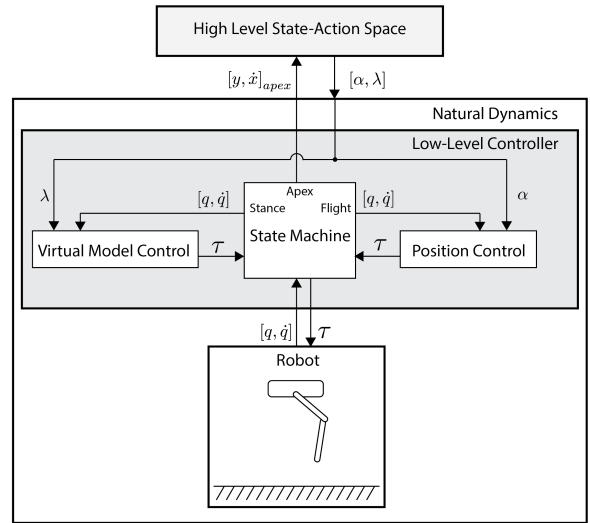 High Level State-Action Space
[y, ẋ]apex
[α, λ]
Natural Dynamics
Low-Level Controller
λ
[q, q̇]
Apex
Stance
Flight
State Machine
[q, q̇]
α
Virtual Model Control
τ
τ
Position Control
[q, q̇]
τ
Robot